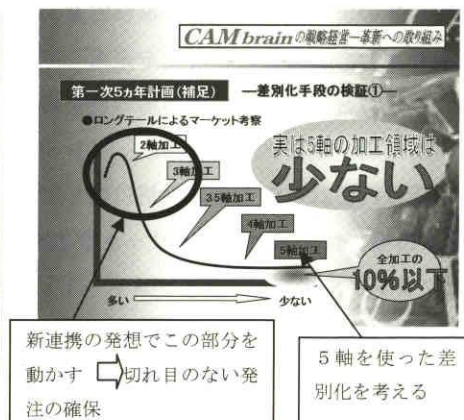 CAM brainの戦略経営―革新への取り組み
第一次5ヵ年計画(補足) ―差別化手段の検証①―
●ロングテールによるマーケット考察
実は5軸の加工領域は
少ない
2軸加工
3軸加工
3.5軸加工
4軸加工
5軸加工
全加工の
10%以下
多い
少ない
新連携の発想でこの部分を
動かす 切れ目のない発
注の確保
5軸を使った差
別化を考える